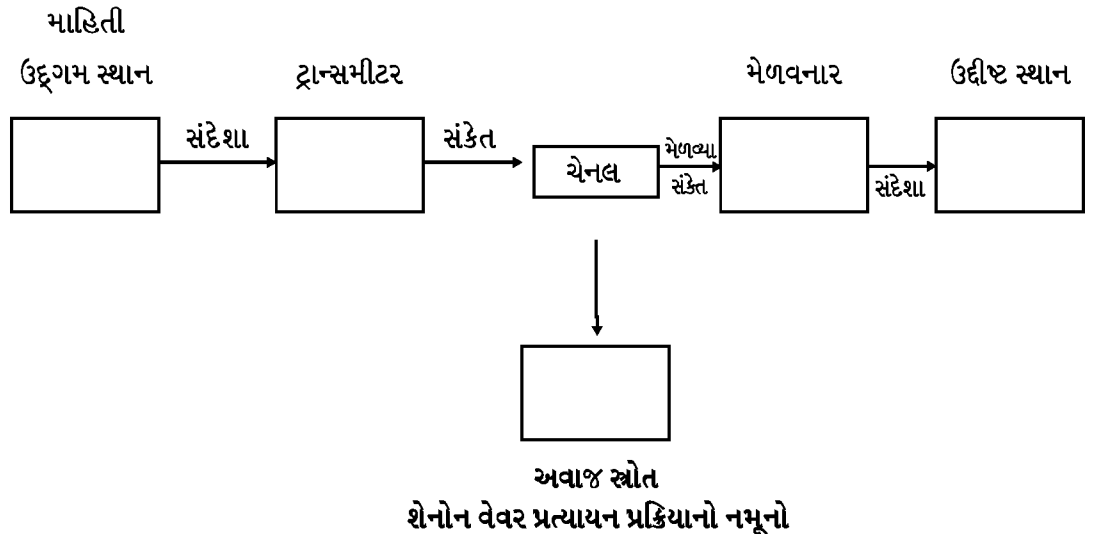 માહિતી
ઉદ્‌ગમ સ્થાન
ટ્રાન્સમીટર
મેળવનાર
ઉદ્દીષ્ટ સ્થાન
સંદેશા
સંકેત
ચેનલ
મેળવ્યા
સંકેત
સંદેશા
અવાજ સ્ત્રોત
શેનોન વેવર પ્રત્યાયન પ્રક્રિયાનો નમૂનો